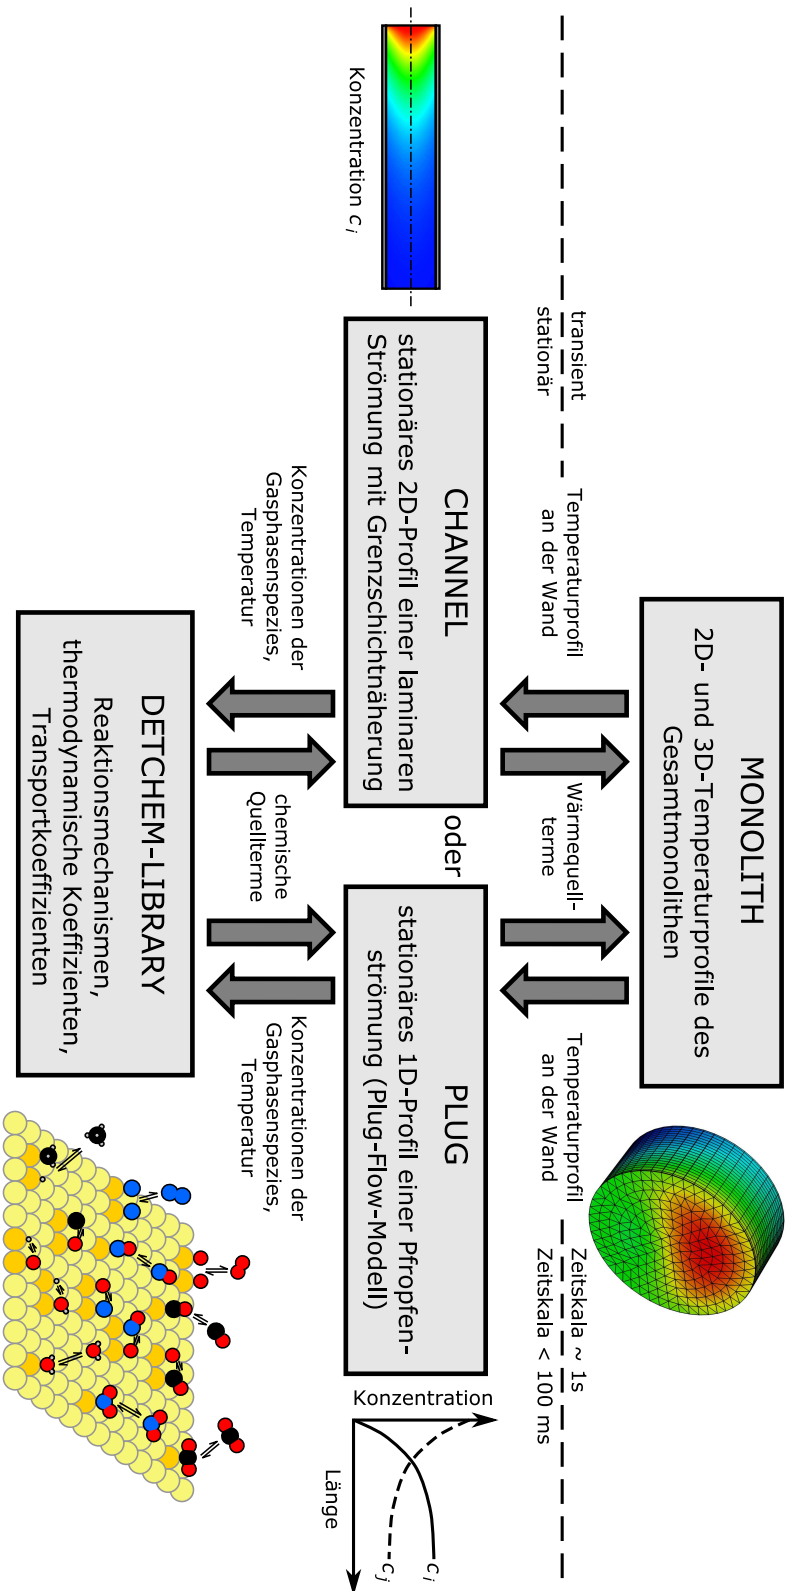 MONOLITH
2D- und 3D-Temperaturprofile des
Gesamtmonolithen
transient
stationär
Temperaturprofil
an der Wand
Wärmequell-
terme
Temperaturprofil
an der Wand
Zeitskala ~ 1s
Zeitskala < 100 ms
Konzentration c i
CHANNEL
stationäres 2D-Profil einer laminaren
Strömung mit Grenzschichtnäherung
oder
PLUG
stationäres 1D-Profil einer Pfropfen-
strömung (Plug-Flow-Modell)
Konzentration
c i
c j
Länge
Konzentrationen der
Gasphasenspezies,
Temperatur
chemische
Quellterme
Konzentrationen der
Gasphasenspezies,
Temperatur
DETCHEM-LIBRARY
Reaktionsmechanismen,
thermodynamische Koeffizienten,
Transportkoeffizienten